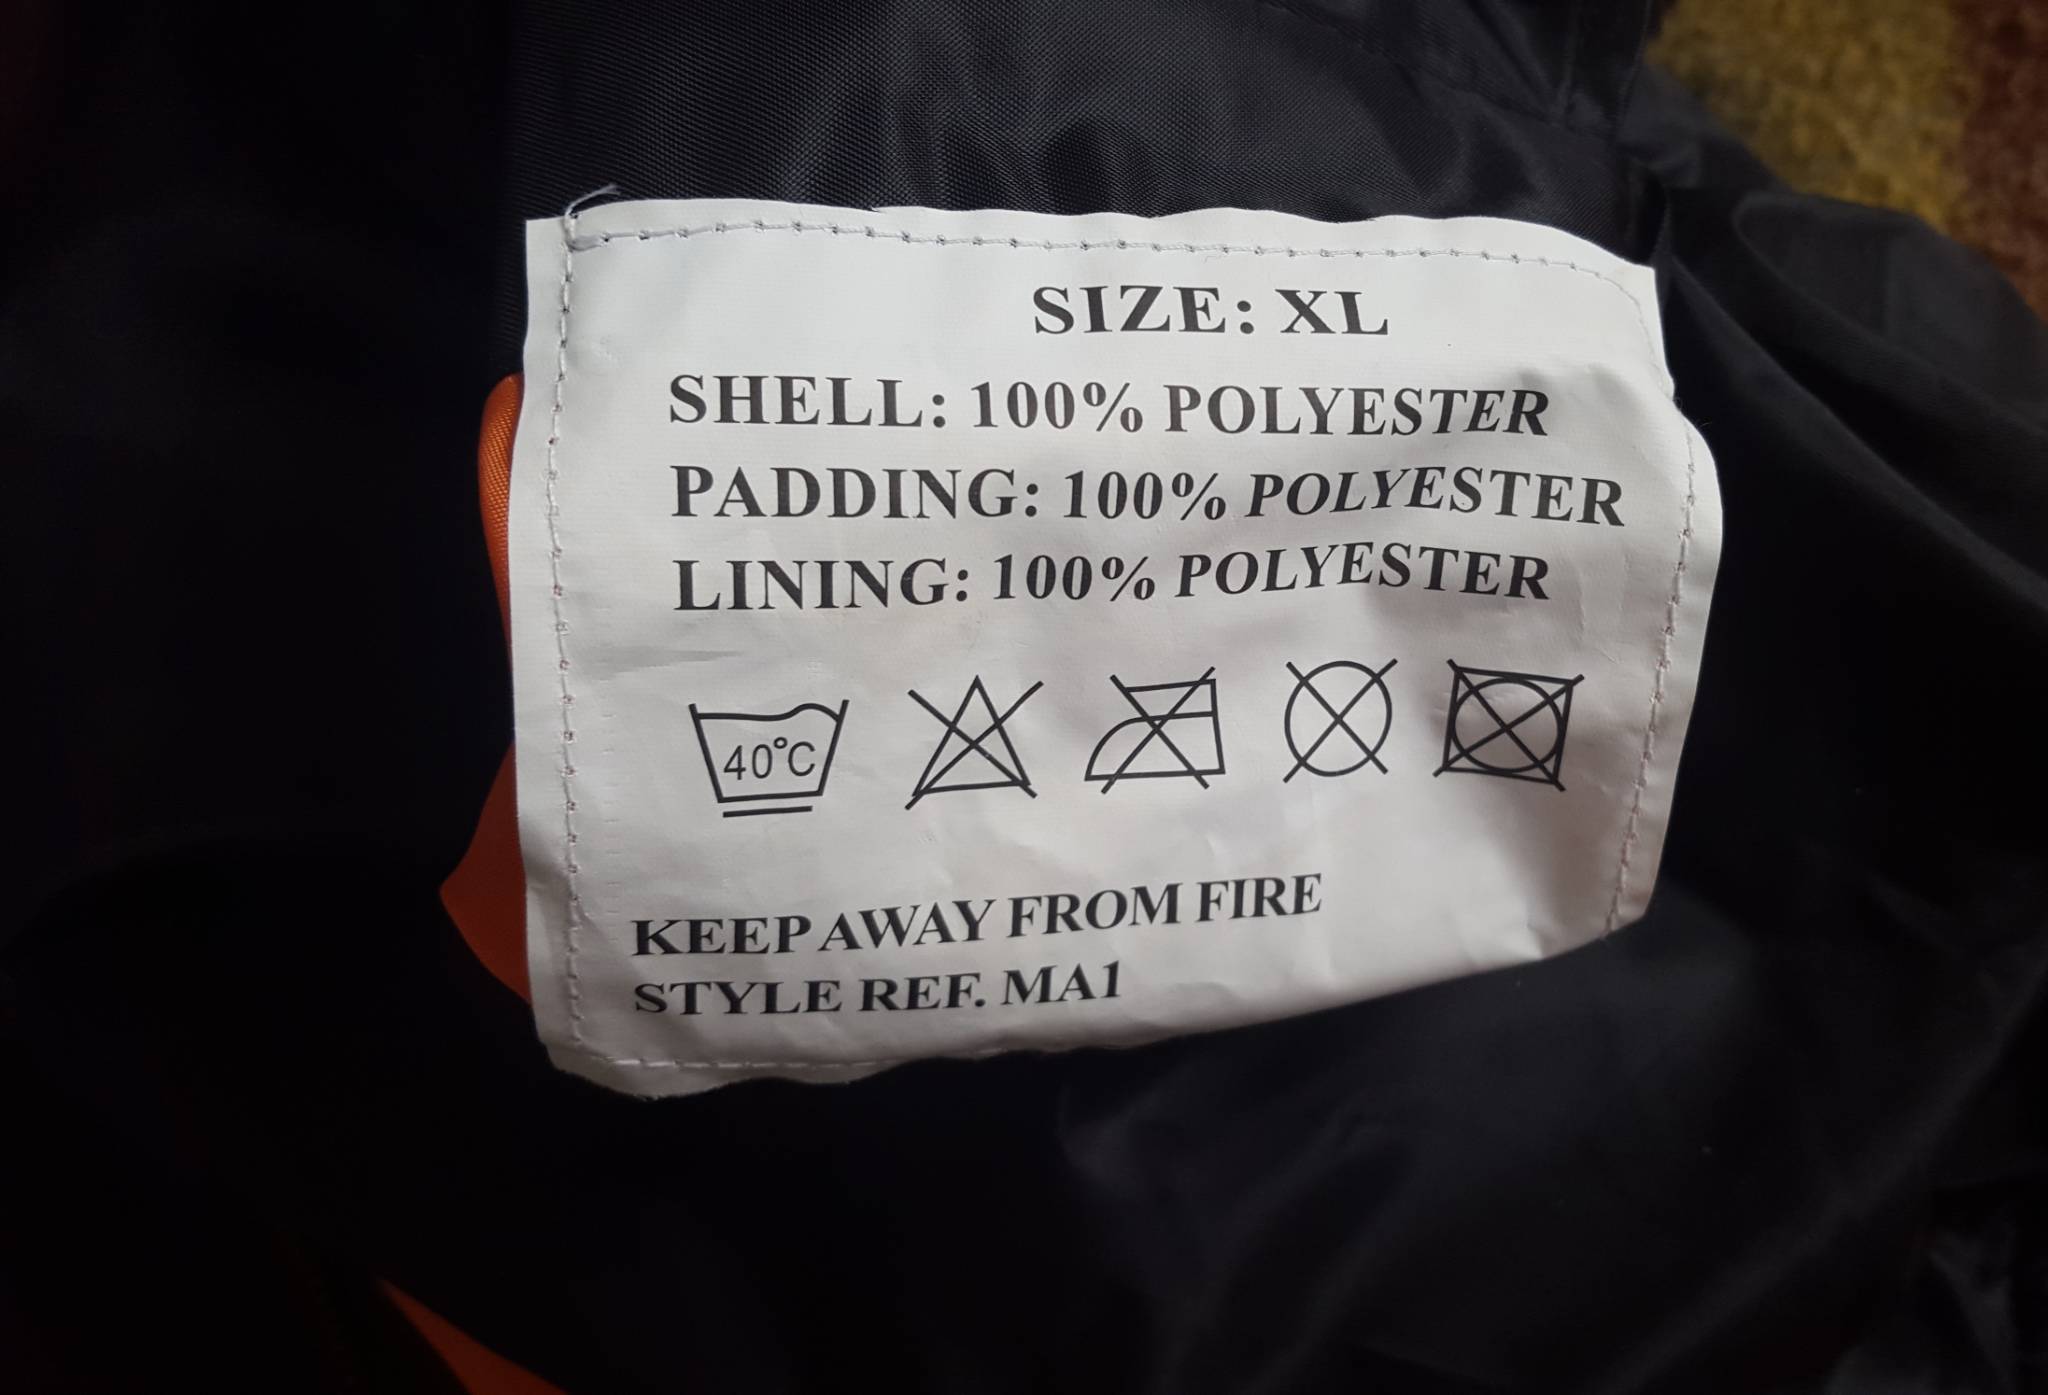 SIZE: XL
SHELL: 100% POLYESTER
PADDING: 100% POLYESTER
LINING: 100% POLYESTER
40°C
KEEP AWAY FROM FIRE
STYLE REF. MA1